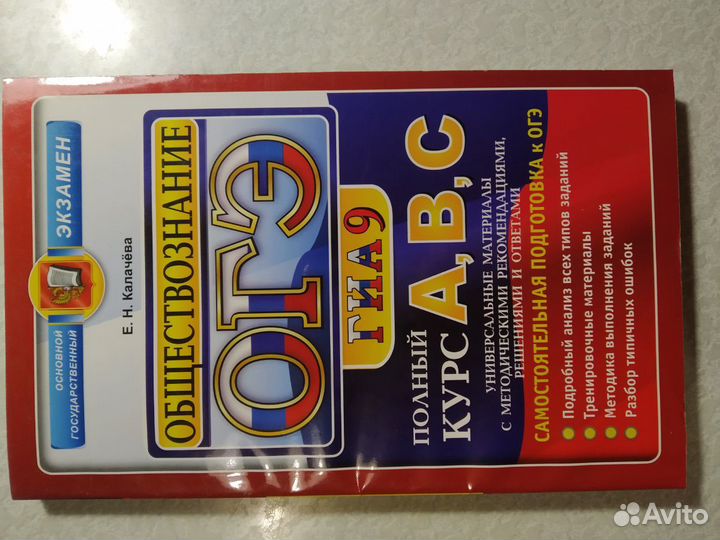 ОСНОВНОЙ
ГОСУДАРСТВЕННЫЙ
ЭКЗАМЕН
Е. Н. Калачёва
ОБЩЕСТВОЗНАНИЕ
ОГЭ
ГИА 9
ПОЛНЫЙ
КУРС A, B, C
УНИВЕРСАЛЬНЫЕ МАТЕРИАЛЫ
С МЕТОДИЧЕСКИМИ РЕКОМЕНДАЦИЯМИ,
РЕШЕНИЯМИ И ОТВЕТАМИ
САМОСТОЯТЕЛЬНАЯ ПОДГОТОВКА К ОГЭ
Подробный анализ всех типов заданий
Тренировочные материалы
Методика выполнения заданий
Разбор типичных ошибок
Avito